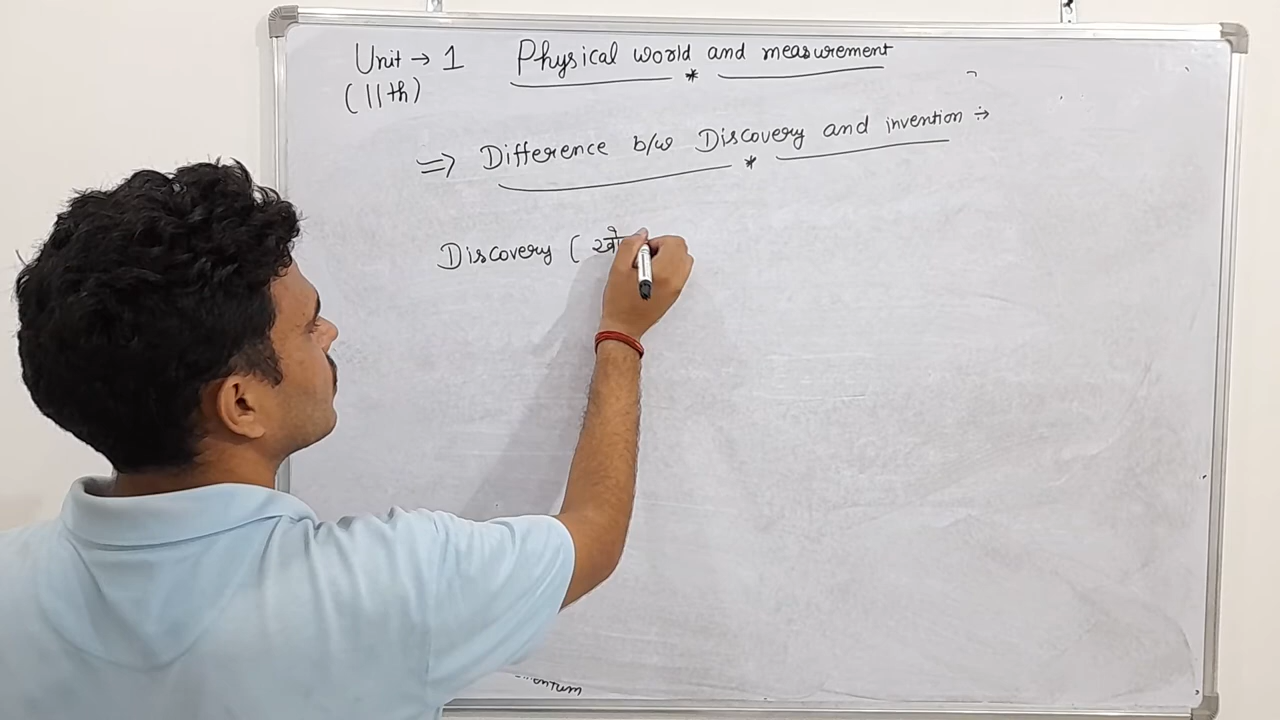 Unit → 1 Physical world and measurement
(11th)
⇒ Difference b/w Discovery and invention ÷
Discovery ( खो